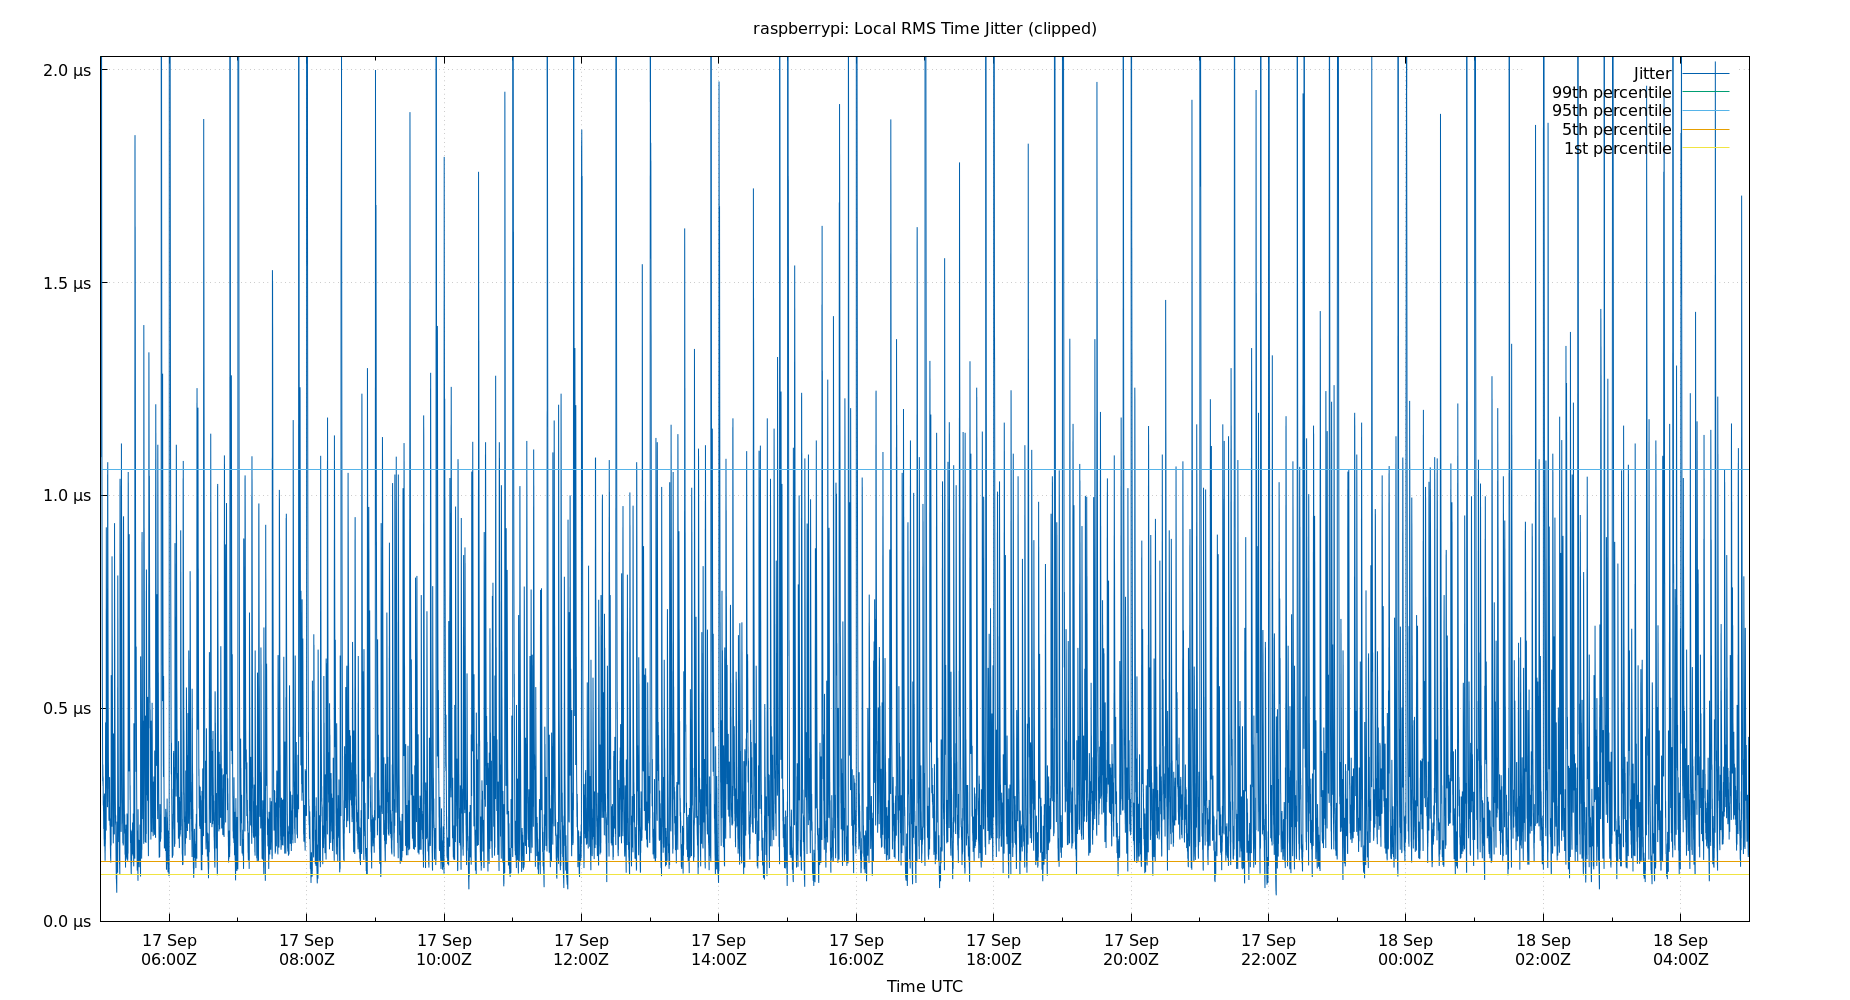 raspberrypi: Local RMS Time Jitter (clipped)
2.0 μs
1.5 μs
1.0 μs
0.5 μs
0.0 μs
Jitter
99th percentile
95th percentile
5th percentile
1st percentile
17 Sep 17 Sep 17 Sep 17 Sep 17 Sep 17 Sep 17 Sep 17 Sep 17 Sep 18 Sep 18 Sep 18 Sep
06:00Z 08:00Z 10:00Z 12:00Z 14:00Z 16:00Z 18:00Z 20:00Z 22:00Z 00:00Z 02:00Z 04:00Z
Time UTC